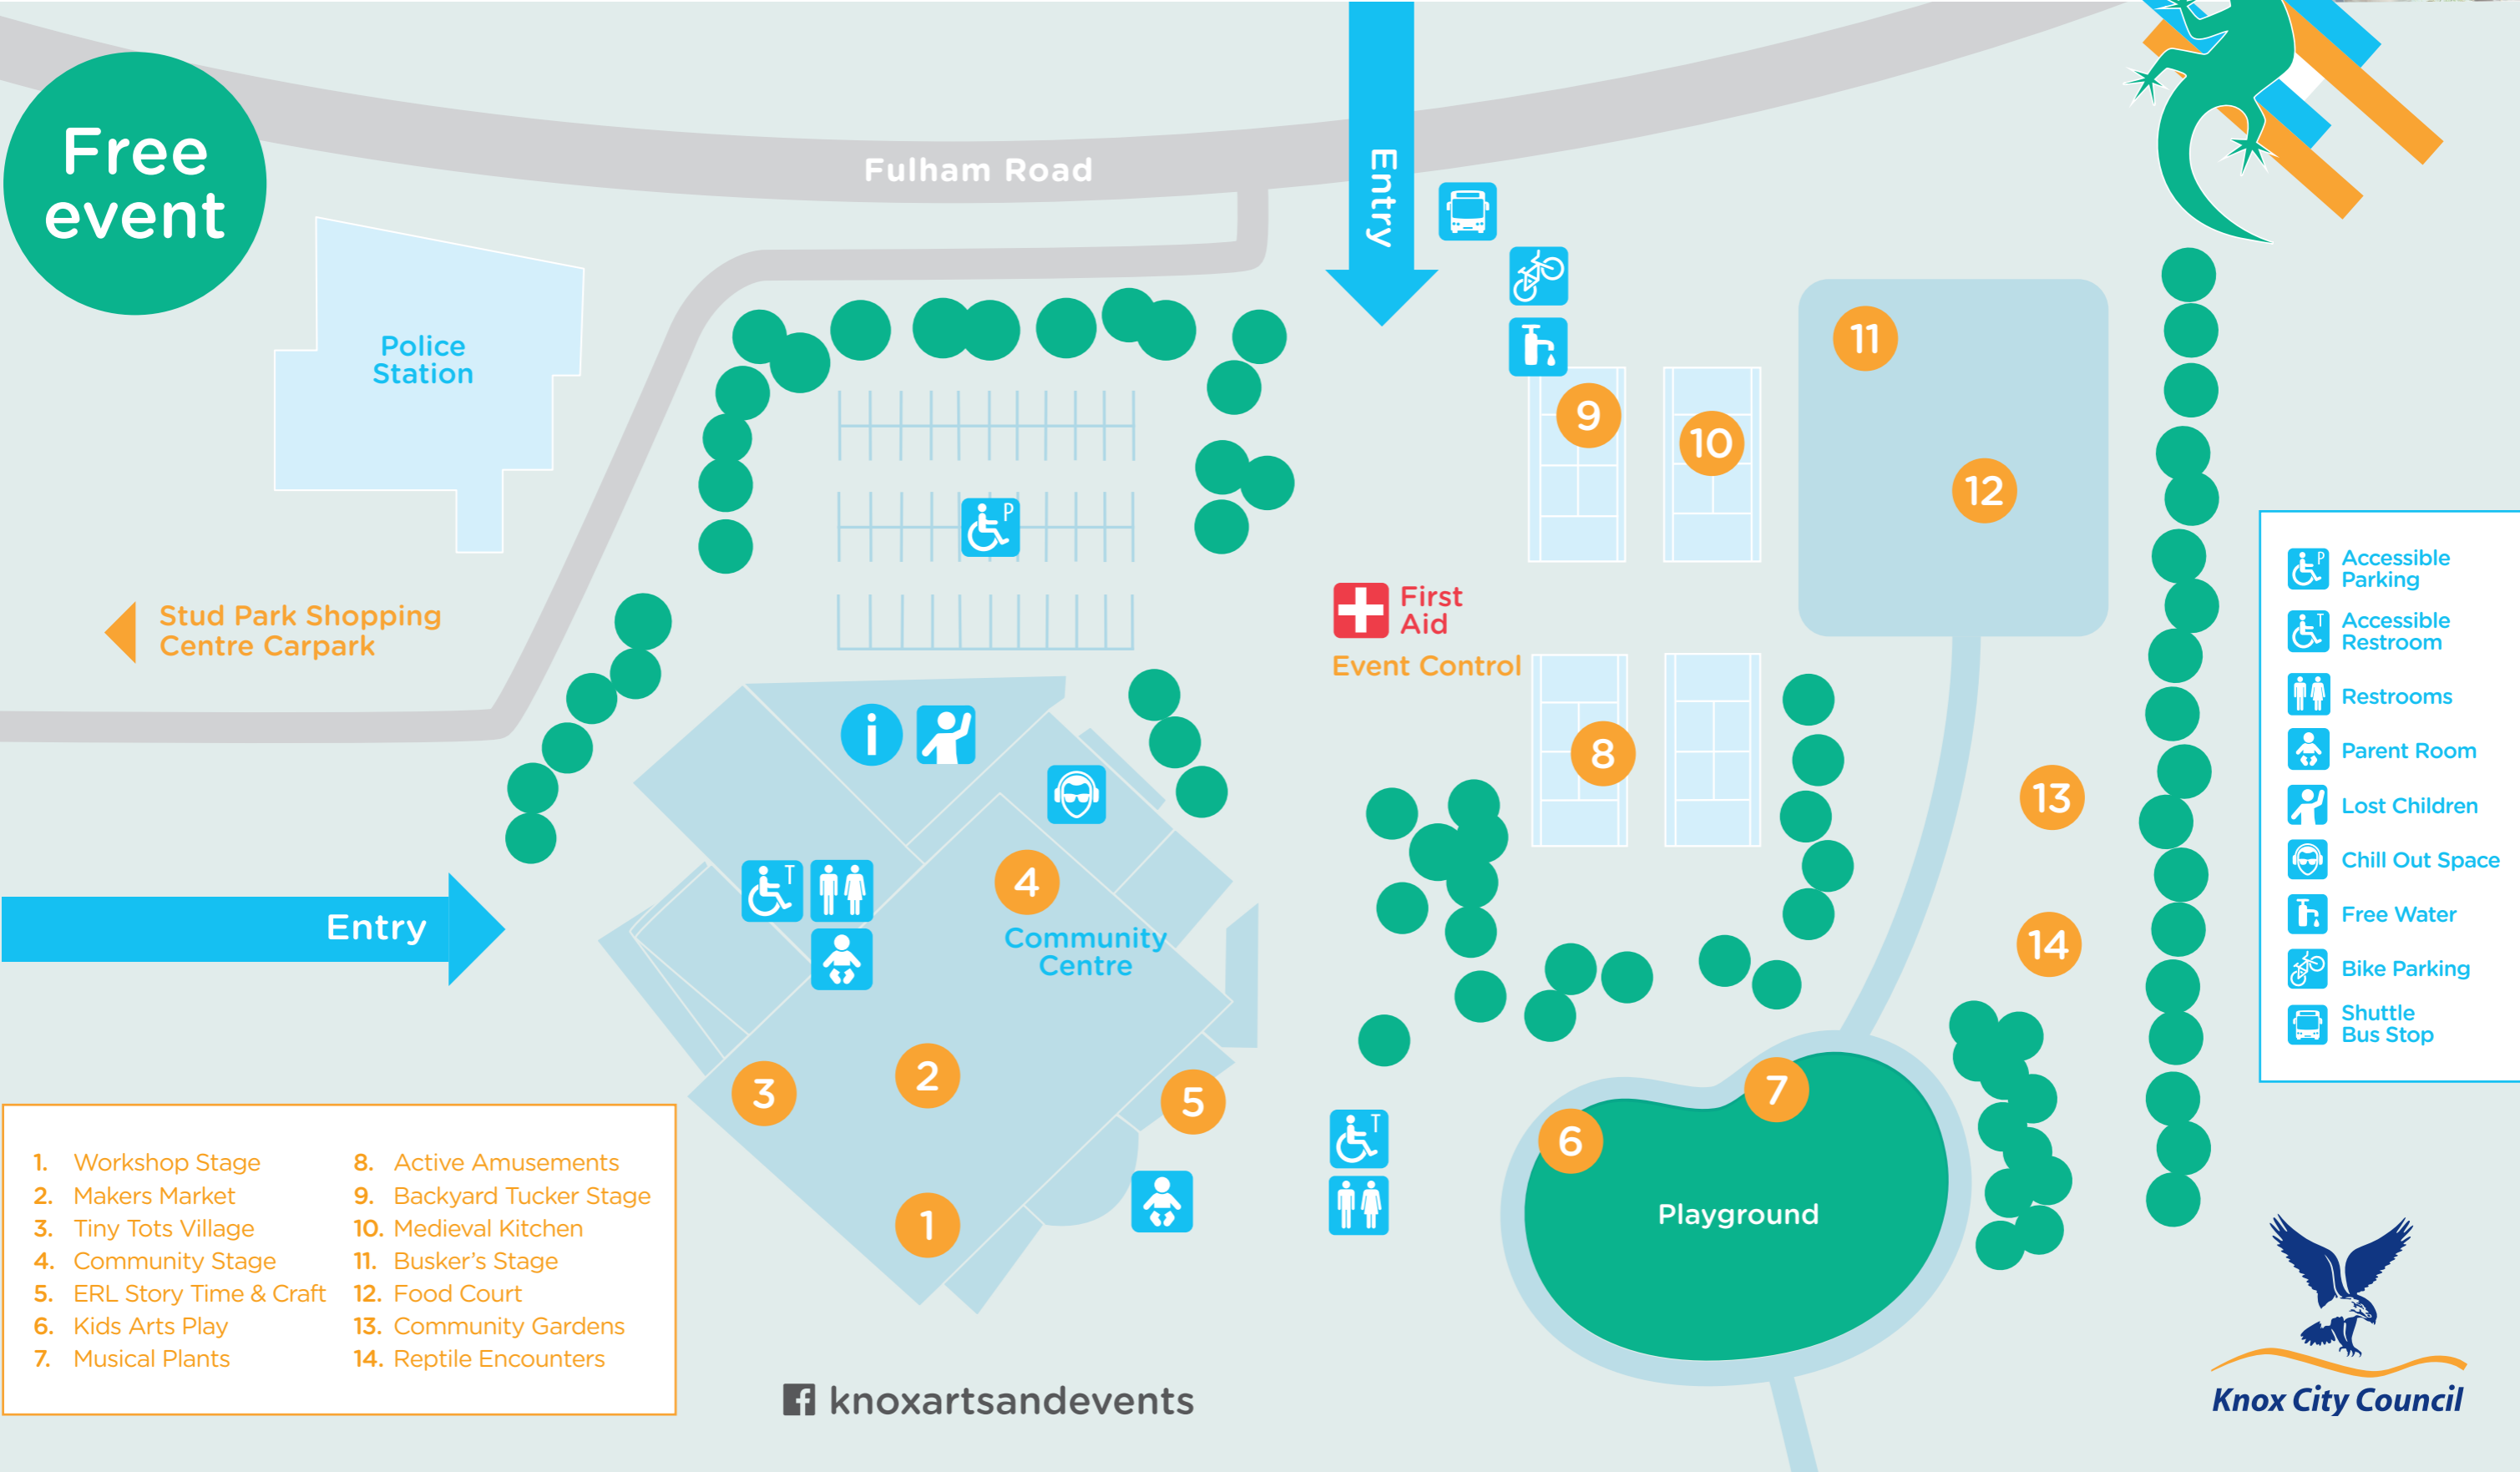 Free
event
Fulham Road
Entry
Police
Station
11
9
10
12
P
Stud Park Shopping
Centre Carpark
First
Aid
Event Control
i
8
13
T
4
Entry
Community
Centre
14
3
2
5
7
T
6
1
Playground
P
Accessible
Parking
T
Accessible
Restroom
Restrooms
Parent Room
Lost Children
Chill Out Space
Free Water
Bike Parking
Shuttle
Bus Stop
1. Workshop Stage
2. Makers Market
3. Tiny Tots Village
4. Community Stage
5. ERL Story Time & Craft
6. Kids Arts Play
7. Musical Plants
8. Active Amusements
9. Backyard Tucker Stage
10. Medieval Kitchen
11. Busker's Stage
12. Food Court
13. Community Gardens
14. Reptile Encounters
f knoxartsandevents
Knox City Council